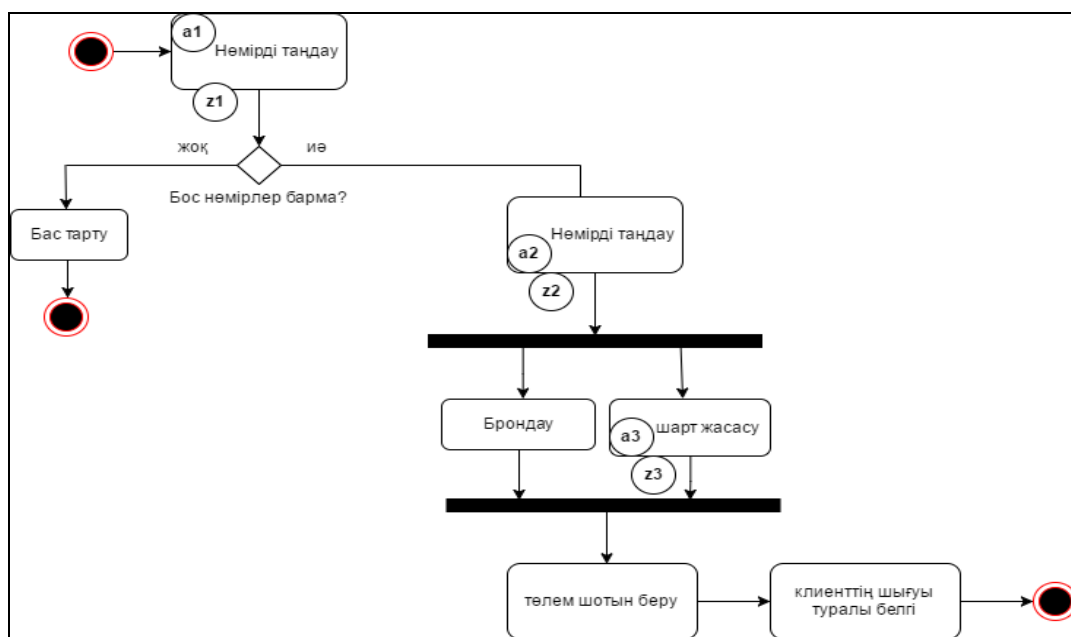 a1
Нөмірді таңдау
z1
жоқ
иә
Бос нөмірлер барма?
Бас тарту
Нөмірді таңдау
a2
z2
Брондау
шарт жасасу
a3
z3
төлем шотын беру
клиенттің шығуы
туралы белгі